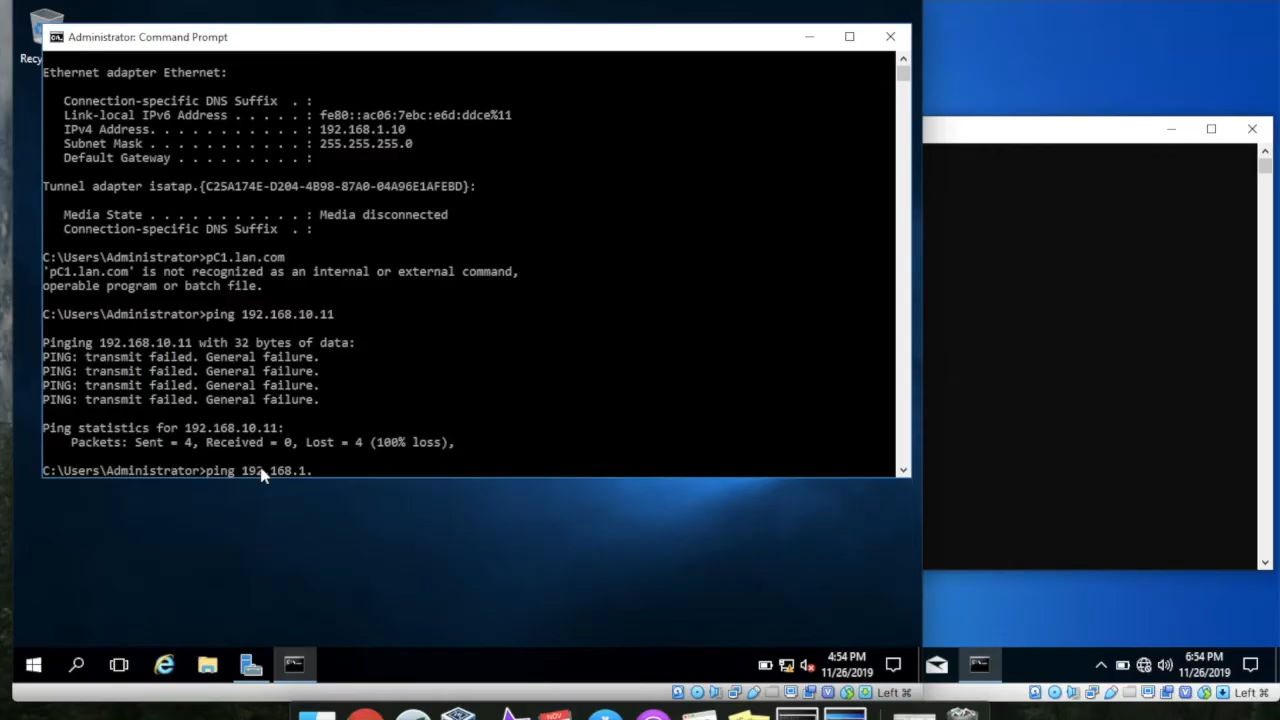 Recy
Administrator: Command Prompt
Ethernet adapter Ethernet:
Connection-specific DNS Suffix . :
Link-local IPv6 Address . . . . . : fe80::ac06:7ebc:e6d:ddce%11
IPv4 Address. . . . . . . . . . . : 192.168.1.10
Subnet Mask . . . . . . . . . . . : 255.255.255.0
Default Gateway . . . . . . . . . :
Tunnel adapter isatap.{C25A174E-D204-4B98-87A0-04A96E1AFEBD}:
Media State . . . . . . . . . . . : Media disconnected
Connection-specific DNS Suffix . :
C:\Users\Administrator>pC1.lan.com
'pC1.lan.com' is not recognized as an internal or external command,
operable program or batch file.
C:\Users\Administrator>ping 192.168.10.11
Pinging 192.168.10.11 with 32 bytes of data:
PING: transmit failed. General failure.
PING: transmit failed. General failure.
PING: transmit failed. General failure.
PING: transmit failed. General failure.
Ping statistics for 192.168.10.11:
Packets: Sent = 4, Received = 0, Lost = 4 (100% loss),
C:\Users\Administrator>ping 192.168.1.
4:54 PM
11/26/2019
6:54 PM
11/26/2019
Left ⌘
Left ⌘
NOV